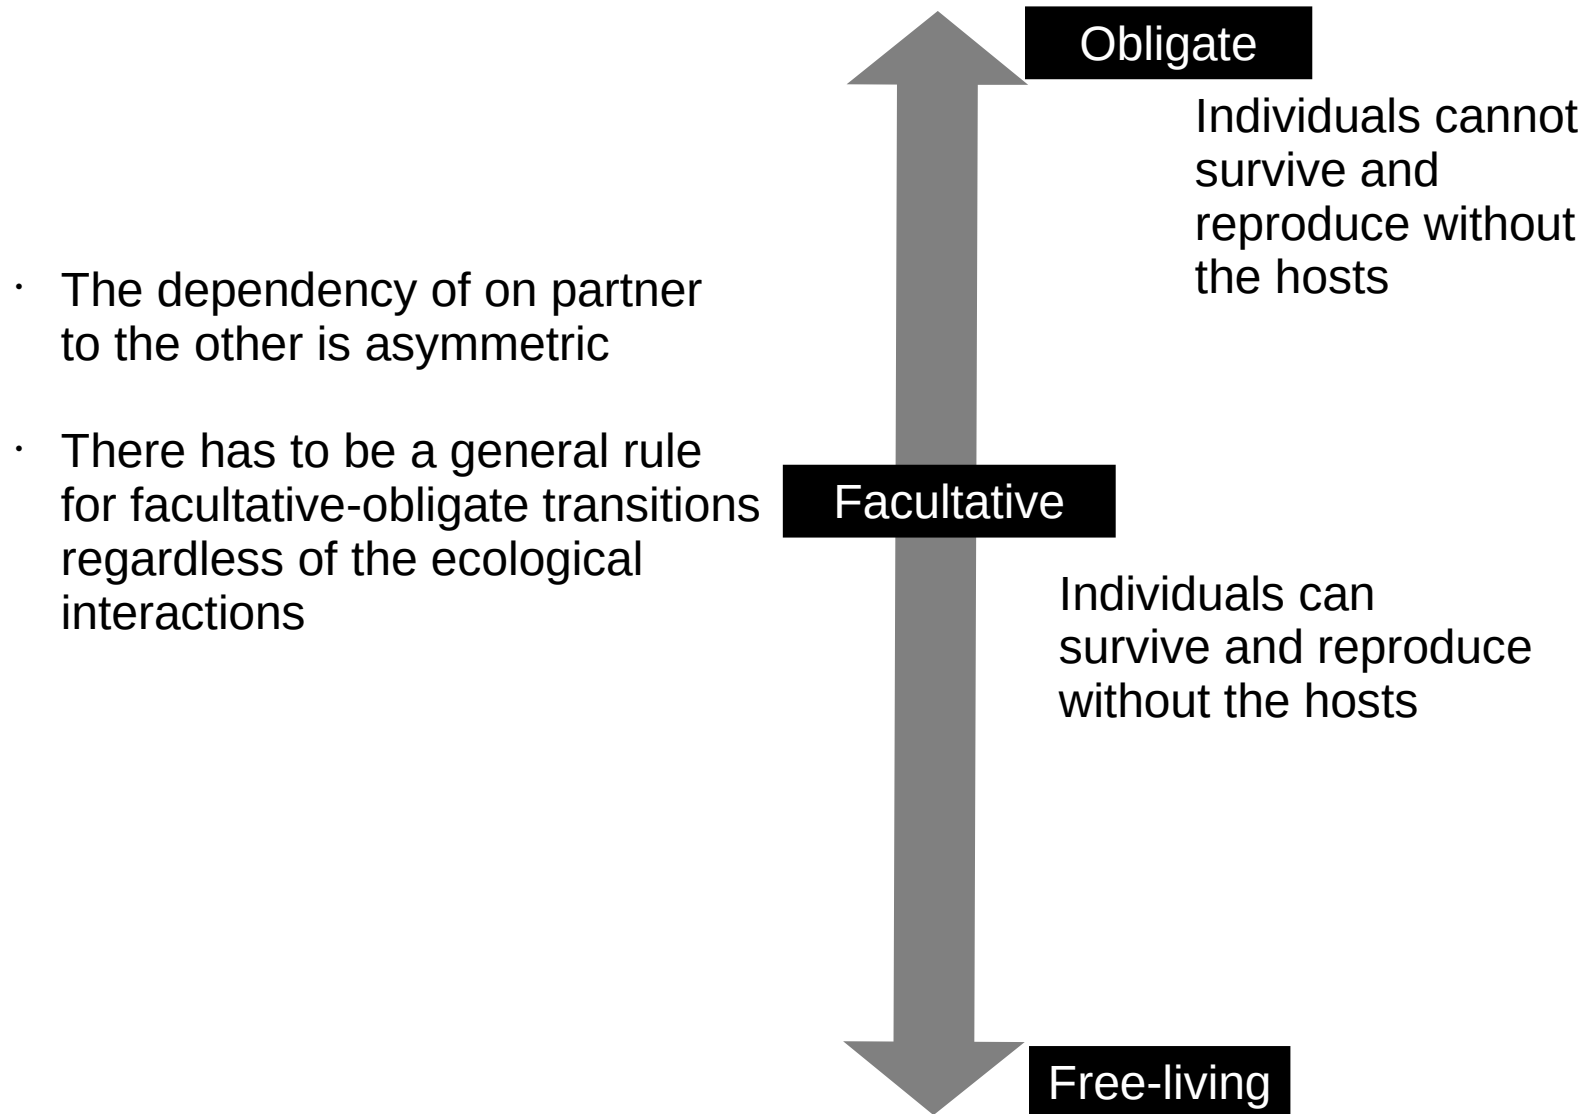 Obligate
Individuals cannot
survive and
reproduce without
the hosts
· The dependency of on partner
to the other is asymmetric
· There has to be a general rule
for facultative-obligate transitions
regardless of the ecological
interactions
Facultative
Individuals can
survive and reproduce
without the hosts
Free-living